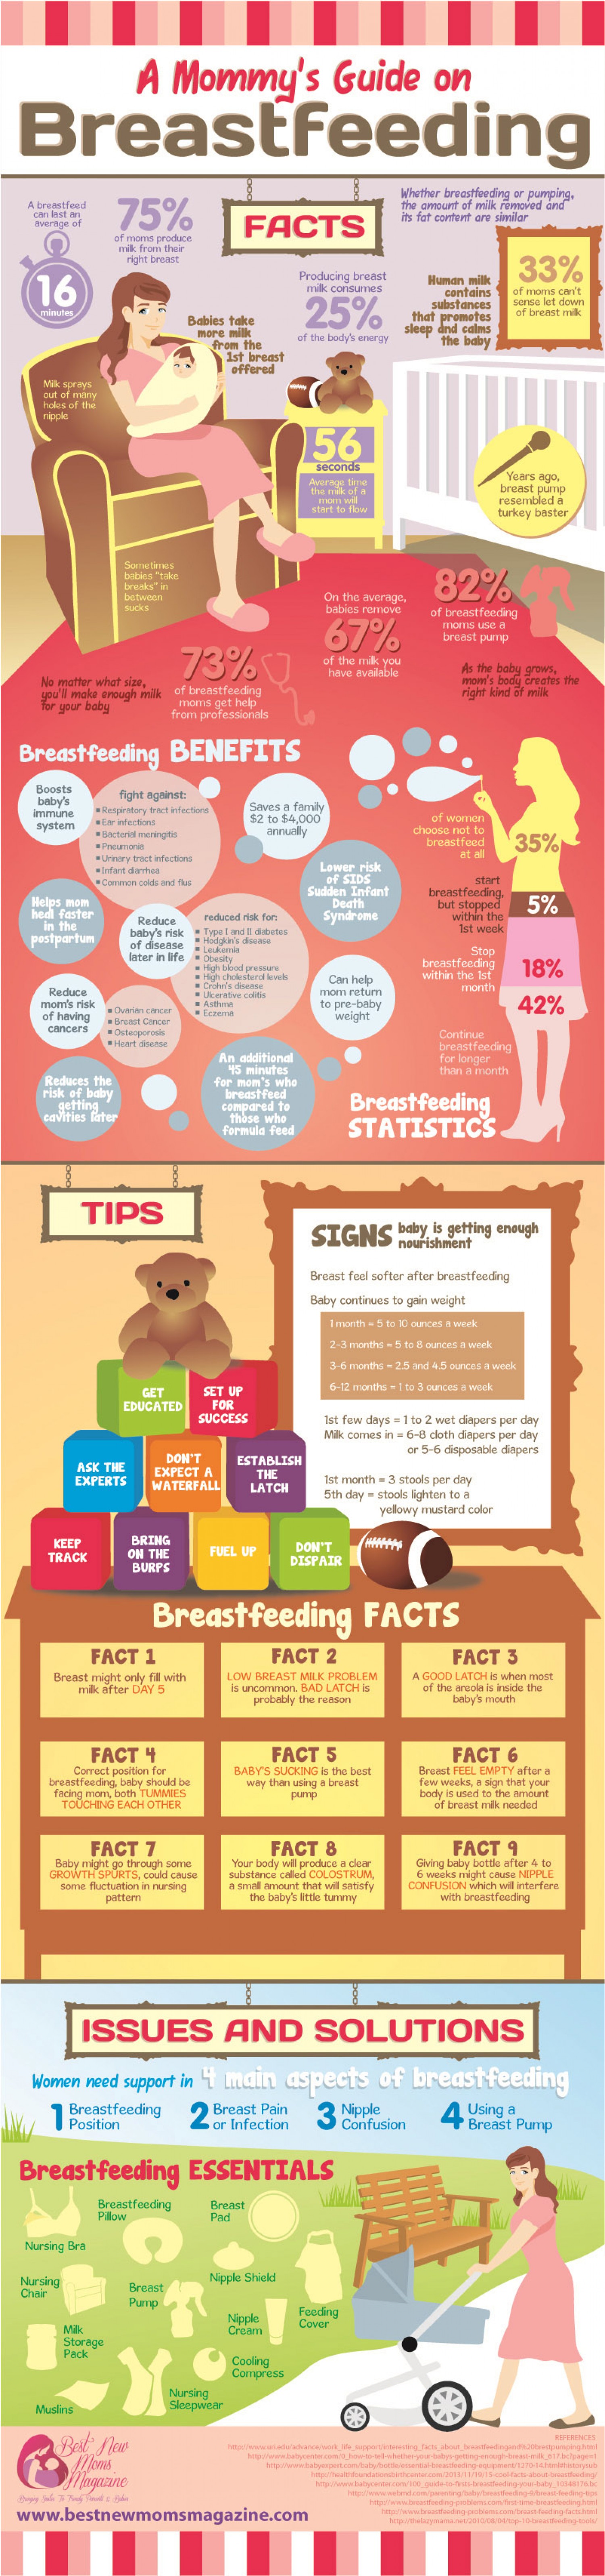 A Mommy's Guide on
Breastfeeding
A breastfeed
can last an
average of
16
minutes
75%
of moms produce
milk from their
right breast
FACTS
Whether breastfeeding or pumping,
the amount of milk removed and
its fat content are similar
Producing breast
milk consumes
25%
of the body's energy
Human milk
contains
substances
that promotes
sleep and calms
the baby
33%
of moms can't
sense let down
of breast milk
Babies take
more milk
from the
1st breast
offered
Milk sprays
out of many
holes of the
nipple
56
seconds
Average time
the milk of a
mom will
start to flow
Years ago,
breast pump
resembled a
turkey baster
Sometimes
babies "take
breaks" in
between
sucks
On the average,
babies remove
67%
of the milk you
have available
82%
of breastfeeding
moms use a
breast pump
No matter what size,
you'll make enough milk
for your baby
73%
of breastfeeding
moms get help
from professionals
As the baby grows,
mom's body creates the
right kind of milk
Breastfeeding BENEFITS
Boosts
baby's
immune
system
fight against:
Respiratory tract infections
Ear infections
Bacterial meningitis
Pneumonia
Urinary tract infections
Infant diarrhea
Common colds and flus
Saves a family
$2 to $4,000
annually
Lower risk
of SIDS
Sudden Infant
Death
Syndrome
Helps mom
heal faster
in the
postpartum
Reduce
baby's risk
of disease
later in life
reduced risk for:
Type I and II diabetes
Hodgkin's disease
Leukemia
Obesity
High blood pressure
High cholesterol levels
Crohn's disease
Ulcerative colitis
Asthma
Eczema
Can help
mom return
to pre-baby
weight
Reduce
mom's risk
of having
cancers
Ovarian cancer
Breast Cancer
Osteoporosis
Heart disease
An additional
45 minutes
for mom's who
breastfeed
compared to
those who
formula feed
Reduces the
risk of baby
getting
cavities later
of women
choose not to
breastfeed
at all
35%
start
breastfeeding,
but stopped
within the
1st week
5%
Stop
breastfeeding
within the 1st
month
18%
42%
Continue
breastfeeding
for longer
than a month
Breastfeeding
STATISTICS
TIPS
GET
EDUCATED
SET UP
FOR
SUCCESS
ASK THE
EXPERTS
DON'T
EXPECT A
WATERFALL
ESTABLISH
THE
LATCH
KEEP
TRACK
BRING
ON THE
BURPS
FUEL UP
DON'T
DISPAIR
SIGNS baby is getting enough
nourishment
Breast feel softer after breastfeeding
Baby continues to gain weight
1 month = 5 to 10 ounces a week
2-3 months = 5 to 8 ounces a week
3-6 months = 2.5 and 4.5 ounces a week
6-12 months = 1 to 3 ounces a week
1st few days = 1 to 2 wet diapers per day
Milk comes in = 6-8 cloth diapers per day
or 5-6 disposable diapers
1st month = 3 stools per day
5th day = stools lighten to a
yellowy mustard color
Breastfeeding FACTS
FACT 1
Breast might only fill with
milk after DAY 5
FACT 2
LOW BREAST MILK PROBLEM
is uncommon. BAD LATCH is
probably the reason
FACT 3
A GOOD LATCH is when most
of the areola is inside the
baby's mouth
FACT 4
Correct position for
breastfeeding, baby should be
facing mom, both TUMMIES
TOUCHING EACH OTHER
FACT 5
BABY'S SUCKING is the best
way than using a breast
pump
FACT 6
Breast FEEL EMPTY after a
few weeks, a sign that your
body is used to the amount
of breast milk needed
FACT 7
Baby might go through some
GROWTH SPURTS, could cause
some fluctuation in nursing
pattern
FACT 8
Your body will produce a clear
substance called COLOSTRUM,
a small amount that will satisfy
the baby's little tummy
FACT 9
Giving baby bottle after 4 to
6 weeks might cause NIPPLE
CONFUSION which will interfere
with breastfeeding
ISSUES AND SOLUTIONS
Women need support in 4 main aspects of breastfeeding
1 Breastfeeding
Position
2 Breast Pain
or Infection
3 Nipple
Confusion
4 Using a
Breast Pump
Breastfeeding ESSENTIALS
Breastfeeding
Pillow
Breast
Pad
Nursing Bra
Nursing
Chair
Breast
Pump
Nipple Shield
Nipple
Cream
Feeding
Cover
Milk
Storage
Pack
Cooling
Compress
Nursing
Sleepwear
Muslins
Best New
Moms
Magazine
www.bestnewmomsmagazine.com
REFERENCES